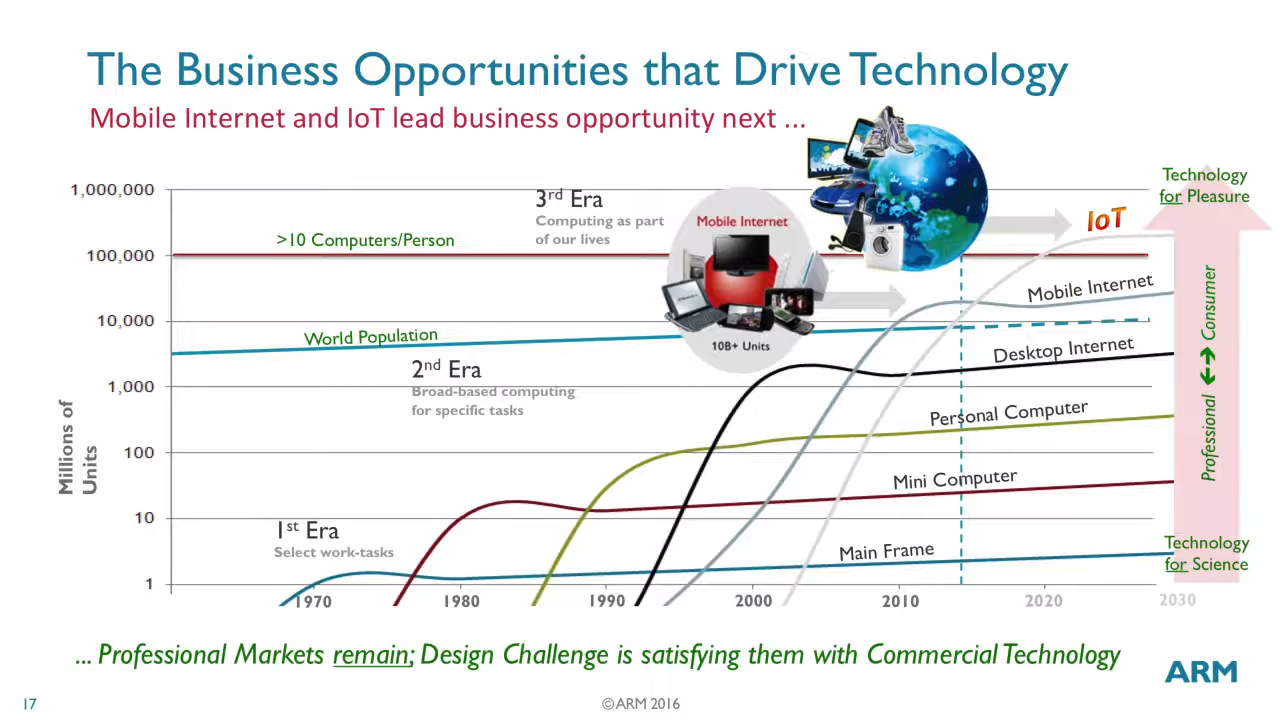 The Business Opportunities that Drive Technology
Mobile Internet and IoT lead business opportunity next ...
Technology
for Pleasure
1,000,000
100,000
10,000
1,000
100
10
1
Millions of
Units
>10 Computers/Person
World Population
3rd Era
Computing as part
of our lives
2nd Era
Broad-based computing
for specific tasks
1st Era
Select work-tasks
Mobile Internet
10B+ Units
IoT
Mobile Internet
Desktop Internet
Personal Computer
Mini Computer
Main Frame
Professional ←→ Consumer
Technology
for Science
1970
1980
1990
2000
2010
2020
2030
... Professional Markets remain; Design Challenge is satisfying them with Commercial Technology
ARM
17
© ARM 2016